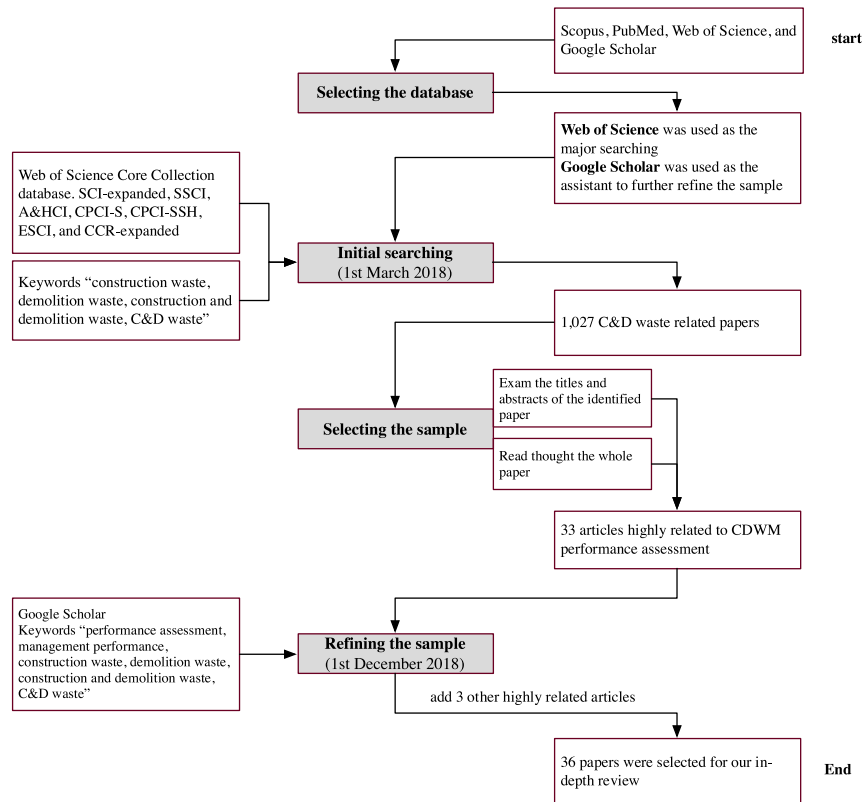 Scopus, PubMed, Web of Science, and
Google Scholar
start
Selecting the database
Web of Science was used as the
major searching
Google Scholar was used as the
assistant to further refine the sample
Web of Science Core Collection
database. SCI-expanded, SSCI,
A&HCI, CPCI-S, CPCI-SSH,
ESCI, and CCR-expanded
Initial searching
(1st March 2018)
Keywords “construction waste,
demolition waste, construction and
demolition waste, C&D waste”
1,027 C&D waste related papers
Exam the titles and
abstracts of the identified
paper
Selecting the sample
Read thought the whole
paper
33 articles highly related to CDWM
performance assessment
Google Scholar
Keywords “performance assessment,
management performance,
construction waste, demolition waste,
construction and demolition waste,
C&D waste”
Refining the sample
(1st December 2018)
add 3 other highly related articles
36 papers were selected for our in-
depth review
End